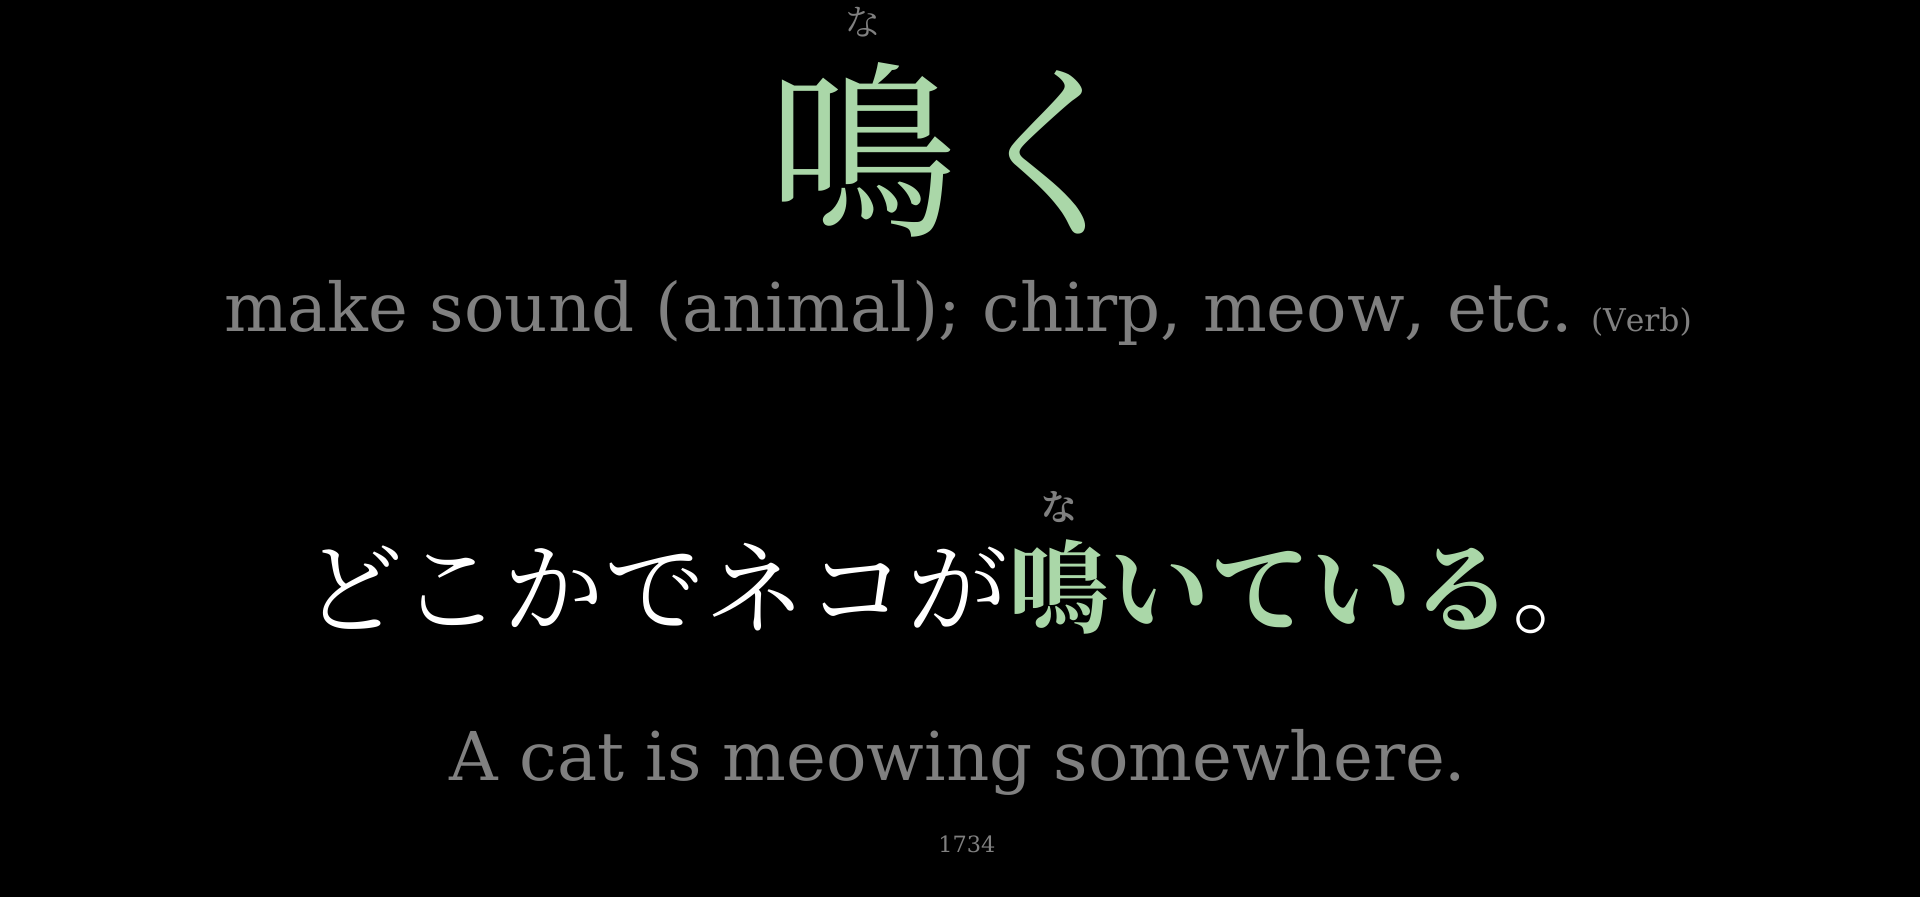 な
鳴く
make sound (animal); chirp, meow, etc. (Verb)
な
どこかでネコが鳴いている。
A cat is meowing somewhere.
1734